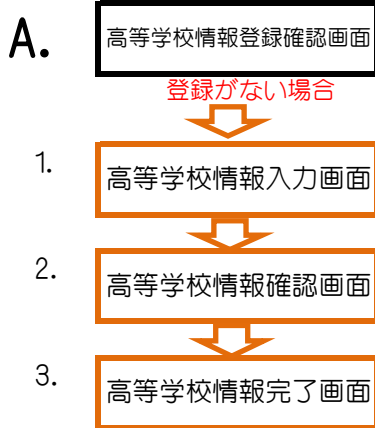 A.
高等学校情報登録確認画面
登録がない場合
1.
高等学校情報入力画面
2.
高等学校情報確認画面
3.
高等学校情報完了画面